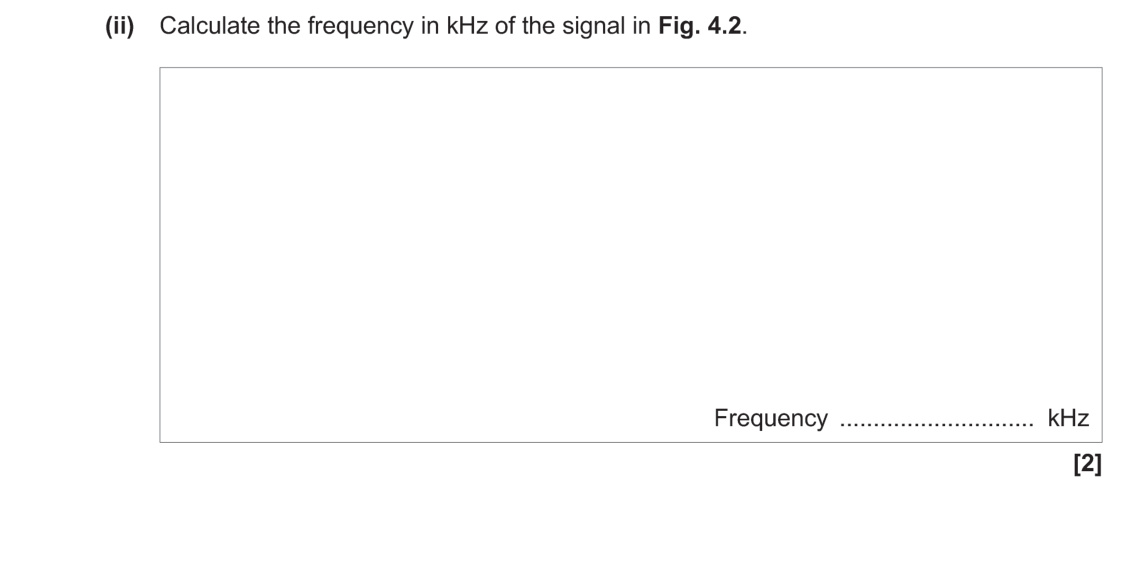 (ii) Calculate the frequency in kHz of the signal in Fig. 4.2.
Frequency ............................. kHz
[2]